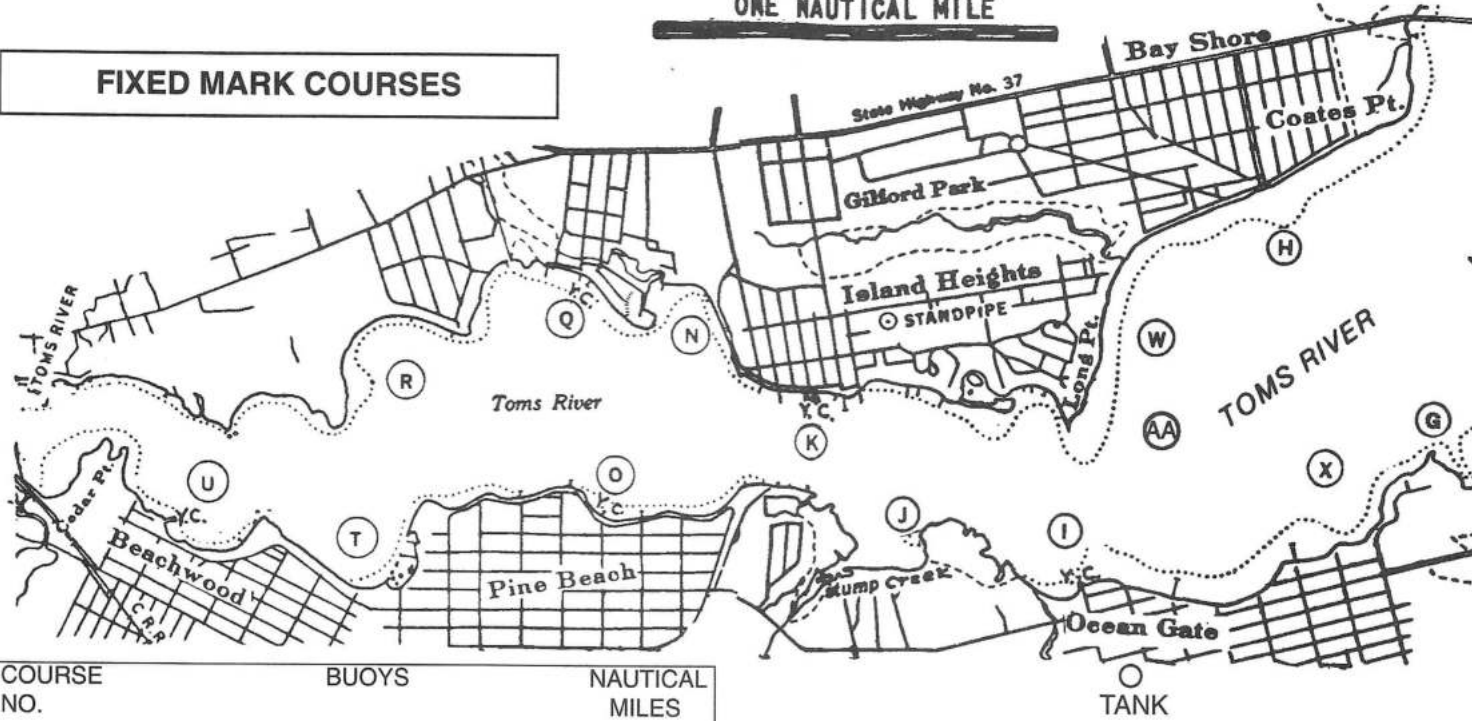 ONE NAUTICAL MILE
FIXED MARK COURSES
Bay Shore
State Highway No. 37
Coates Pt.
Gilford Park
H
Island Heights
STANDPIPE
Y.C.
Q
N
TOMS RIVER
W
Long Pt.
R
Toms River
TOMS RIVER
Y.C.
K
AA
G
X
Cedar Pt.
U
O
Y.C.
Y.C.
J
I
T
Beachwood
Pine Beach
Stump Creek
Y.C.
C.R.R.
Ocean Gate
COURSE NO.
BUOYS
NAUTICAL MILES
TANK